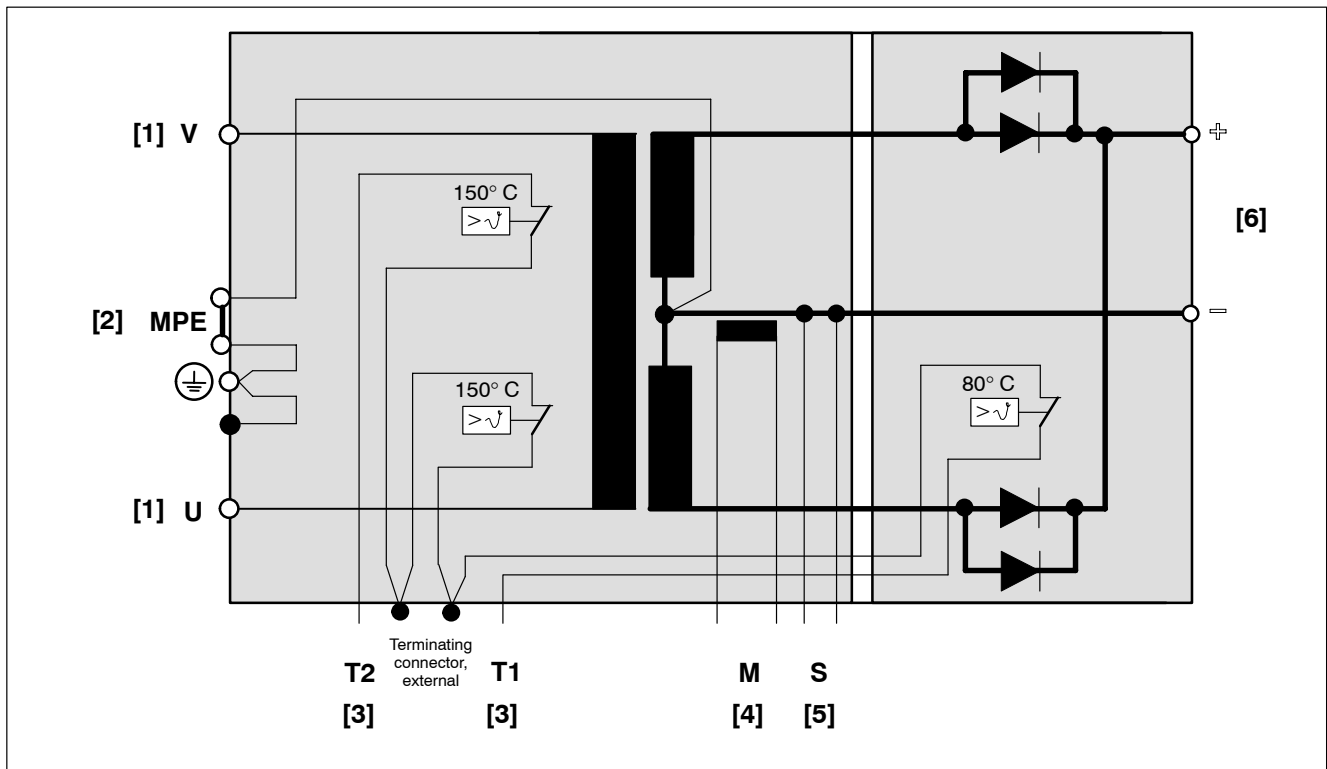 [1] V
+
150° C
>ϑ
[6]
[2] MPE
−
150° C
>ϑ
80° C
>ϑ
[1] U
Terminating
connector,
external
T2
T1
M
S
[3]
[3]
[4]
[5]